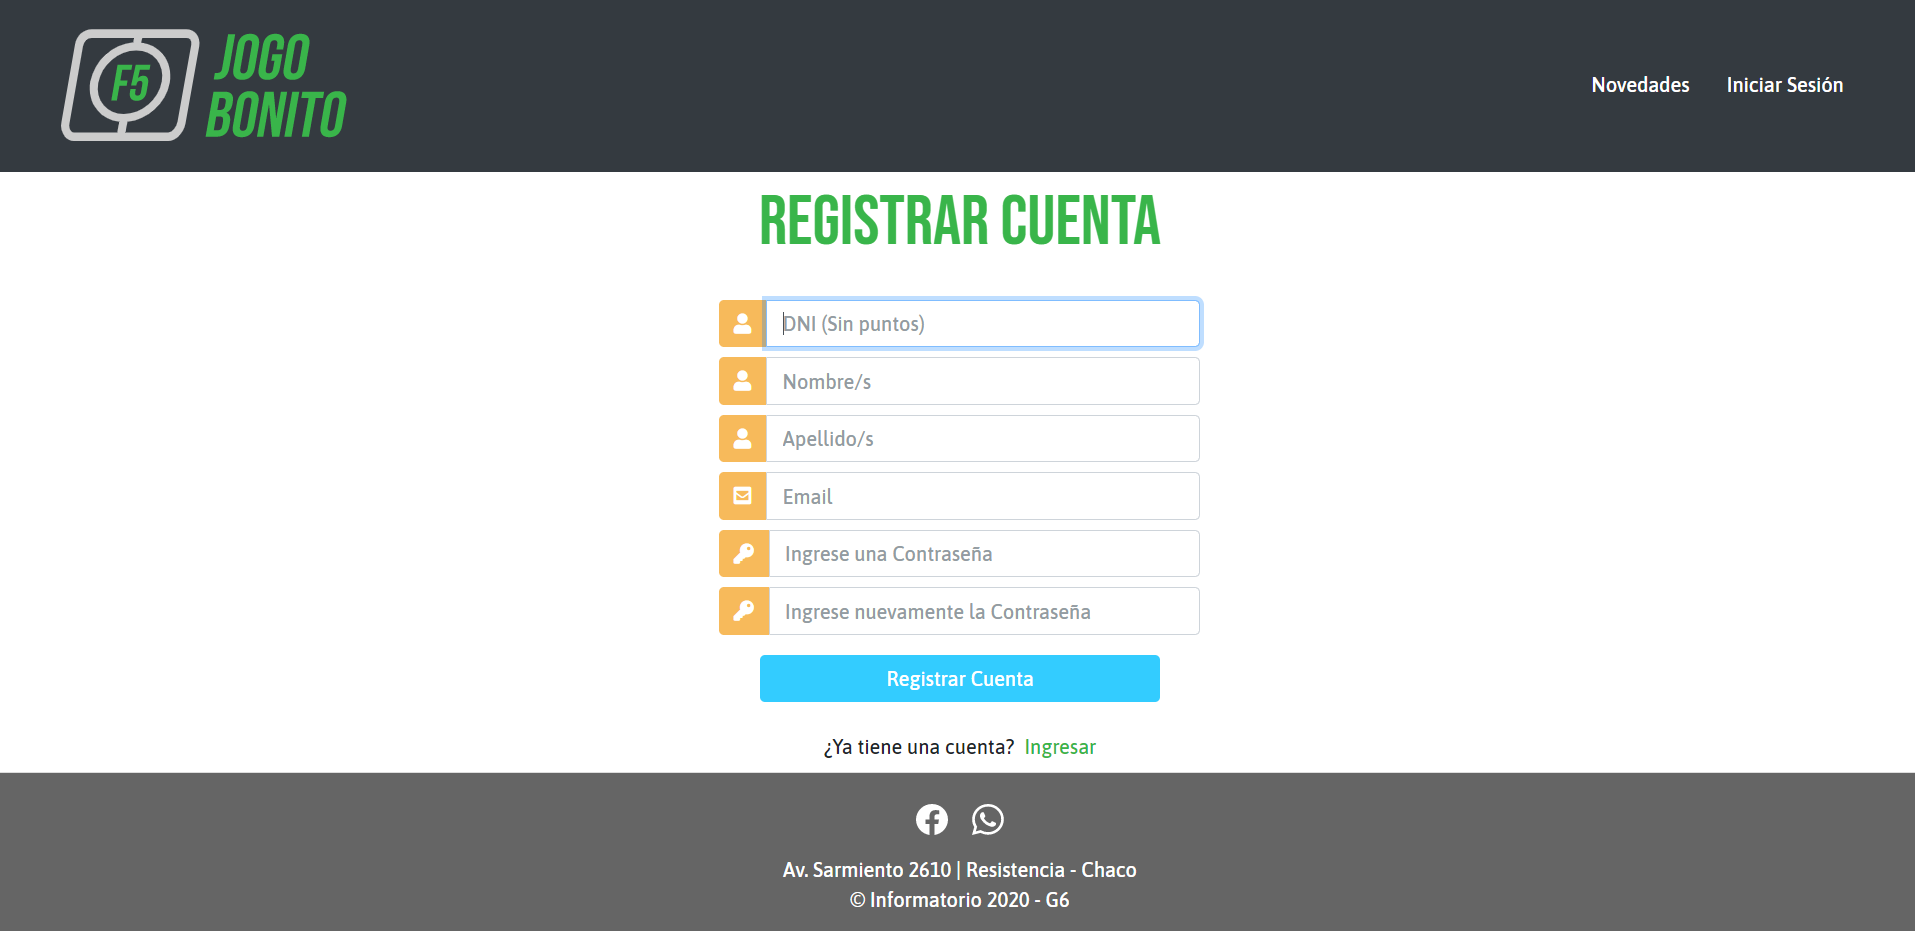 F5
JOGO
BONITO
Novedades
Iniciar Sesión
REGISTRAR CUENTA
DNI (Sin puntos)
Nombre/s
Apellido/s
Email
Ingrese una Contraseña
Ingrese nuevamente la Contraseña
Registrar Cuenta
¿Ya tiene una cuenta? Ingresar
Av. Sarmiento 2610 | Resistencia - Chaco
© Informatorio 2020 - G6